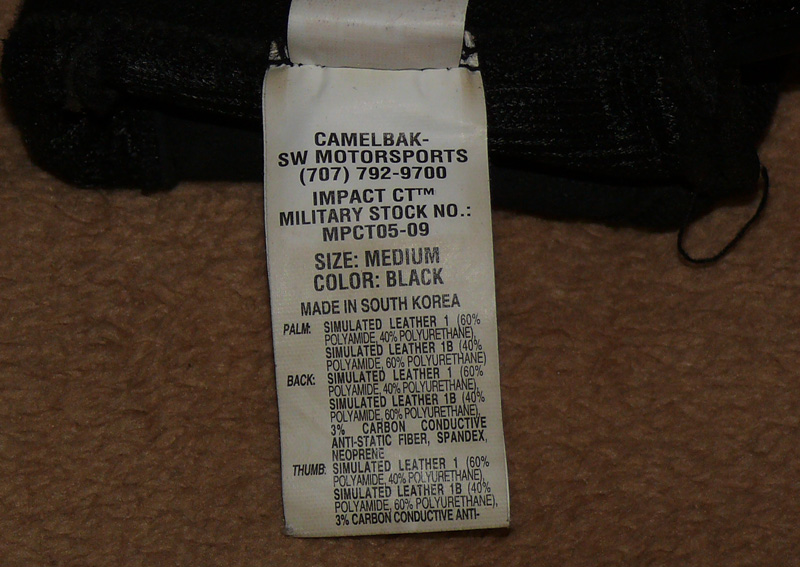 CAMELBAK-
SW MOTORSPORTS
(707) 792-9700
IMPACT CT™
MILITARY STOCK NO.:
MPCT05-09
SIZE: MEDIUM
COLOR: BLACK
MADE IN SOUTH KOREA
PALM: SIMULATED LEATHER 1 (60%
POLYAMIDE, 40% POLYURETHANE),
SIMULATED LEATHER 1B (40%
POLYAMIDE, 60% POLYURETHANE)
BACK: SIMULATED LEATHER 1 (60%
POLYAMIDE, 40% POLYURETHANE),
SIMULATED LEATHER 1B (40%
POLYAMIDE, 60% POLYURETHANE),
3% CARBON CONDUCTIVE
ANTI-STATIC FIBER, SPANDEX,
NEOPRENE
THUMB: SIMULATED LEATHER 1 (60%
POLYAMIDE, 40% POLYURETHANE),
SIMULATED LEATHER 1B (40%
POLYAMIDE, 60% POLYURETHANE),
3% CARBON CONDUCTIVE ANTI-